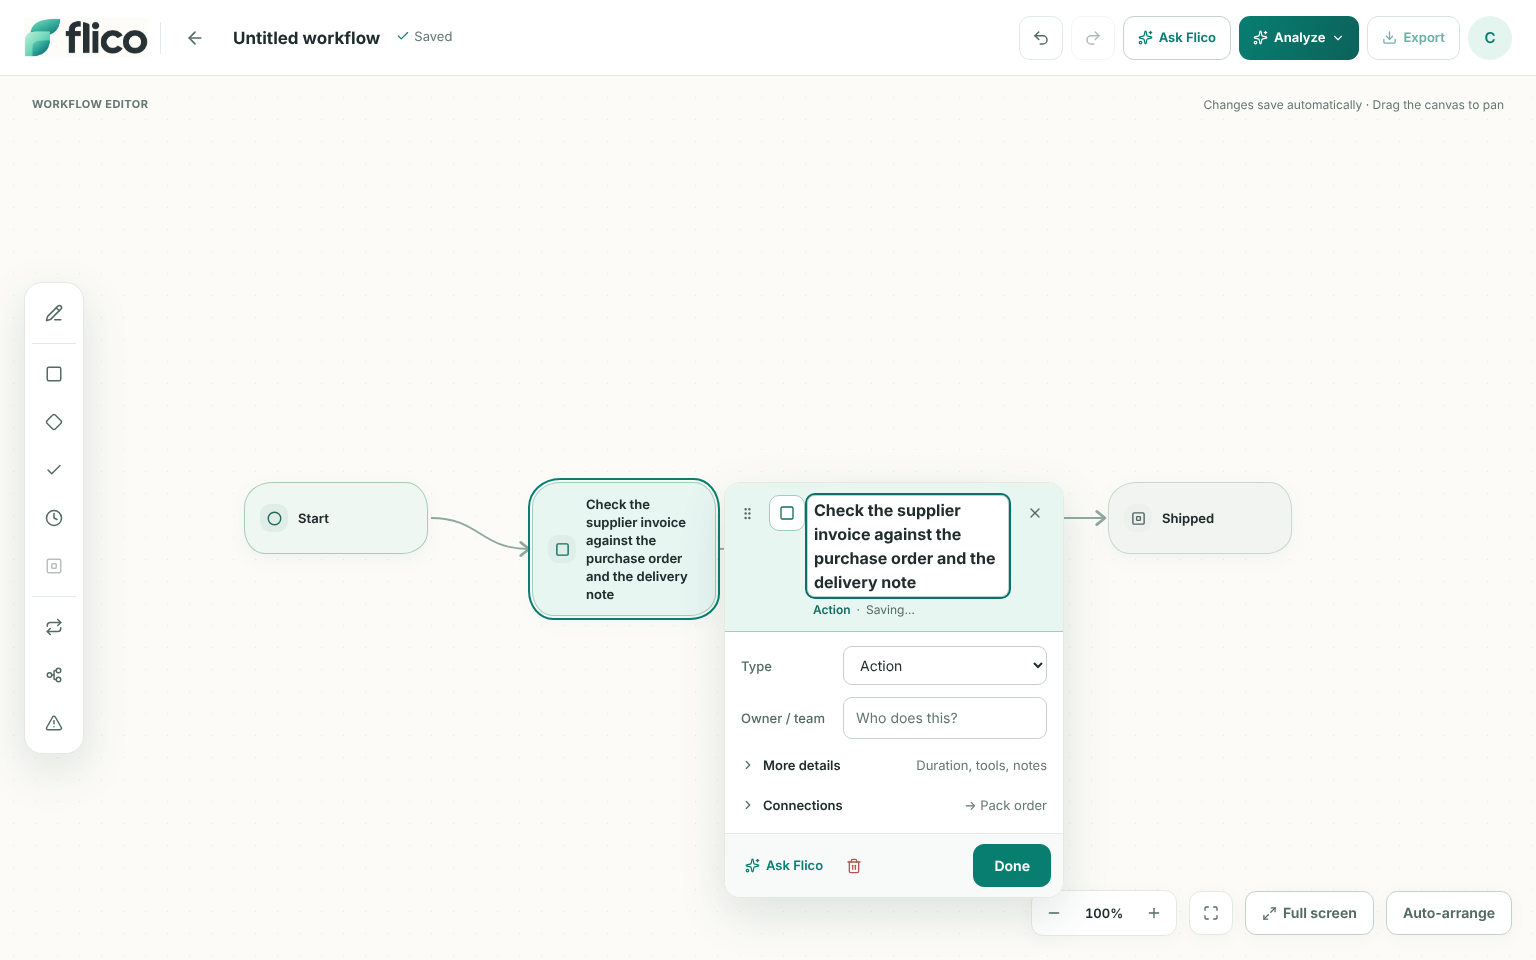 flico
Untitled workflow
Saved
Ask Flico
Analyze
Export
C
WORKFLOW EDITOR
Changes save automatically · Drag the canvas to pan
Start
Check the
supplier invoice
against the
purchase order
and the delivery
note
Check the supplier
invoice against the
purchase order and the
delivery note
Action · Saving...
Shipped
Type
Action
Owner / team
Who does this?
More details
Duration, tools, notes
Connections
→ Pack order
Ask Flico
Done
100%
Full screen
Auto-arrange